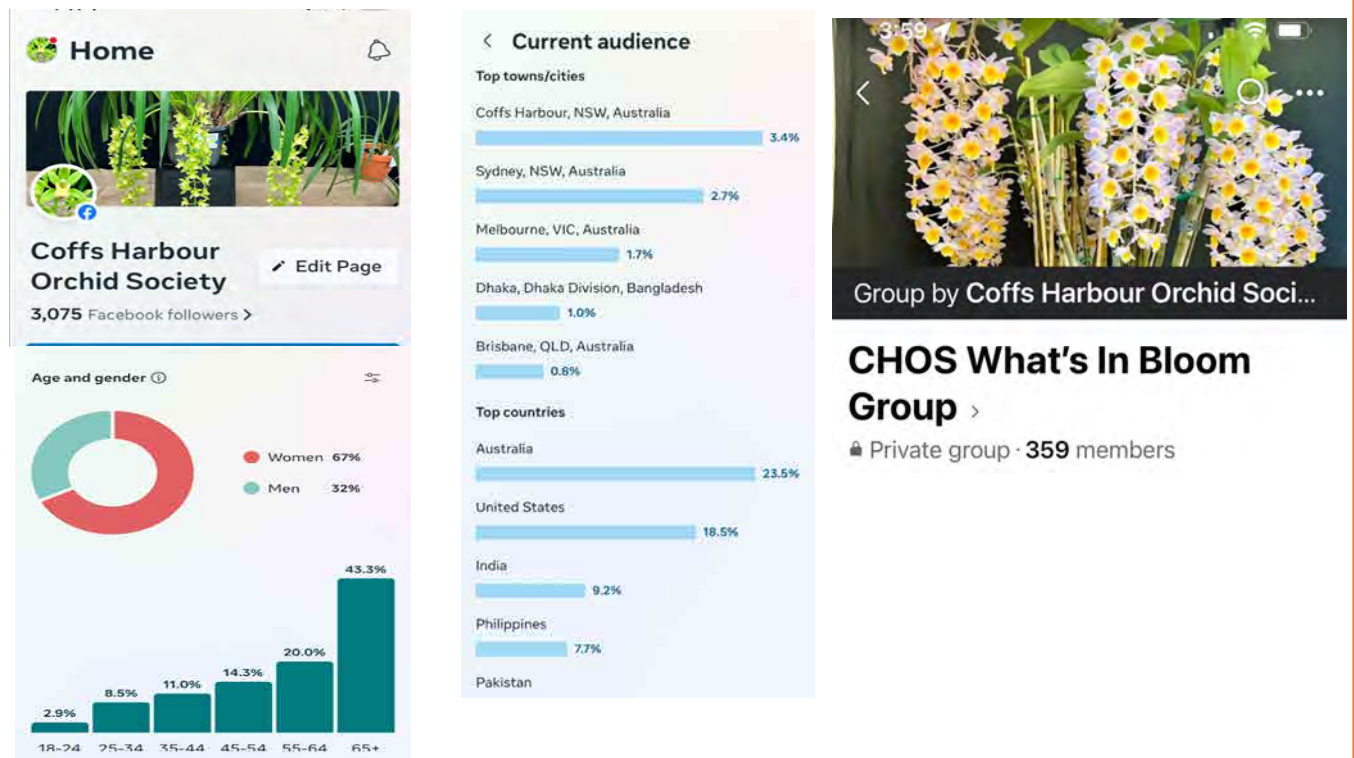 Home
Coffs Harbour
Orchid Society
Edit Page
3,075 Facebook followers >
Age and gender
Women 67%
Men 32%
43.3%
20.0%
14.3%
11.0%
8.5%
2.9%
18-24 25-34 35-44 45-54 55-64 65+
< Current audience
Top towns/cities
Coffs Harbour, NSW, Australia
3.4%
Sydney, NSW, Australia
2.7%
Melbourne, VIC, Australia
1.7%
Dhaka, Dhaka Division, Bangladesh
1.0%
Brisbane, QLD, Australia
0.8%
Top countries
Australia
23.5%
United States
18.5%
India
9.2%
Philippines
7.7%
Pakistan
3:59
Group by Coffs Harbour Orchid Soci...
CHOS What's In Bloom
Group >
Private group · 359 members